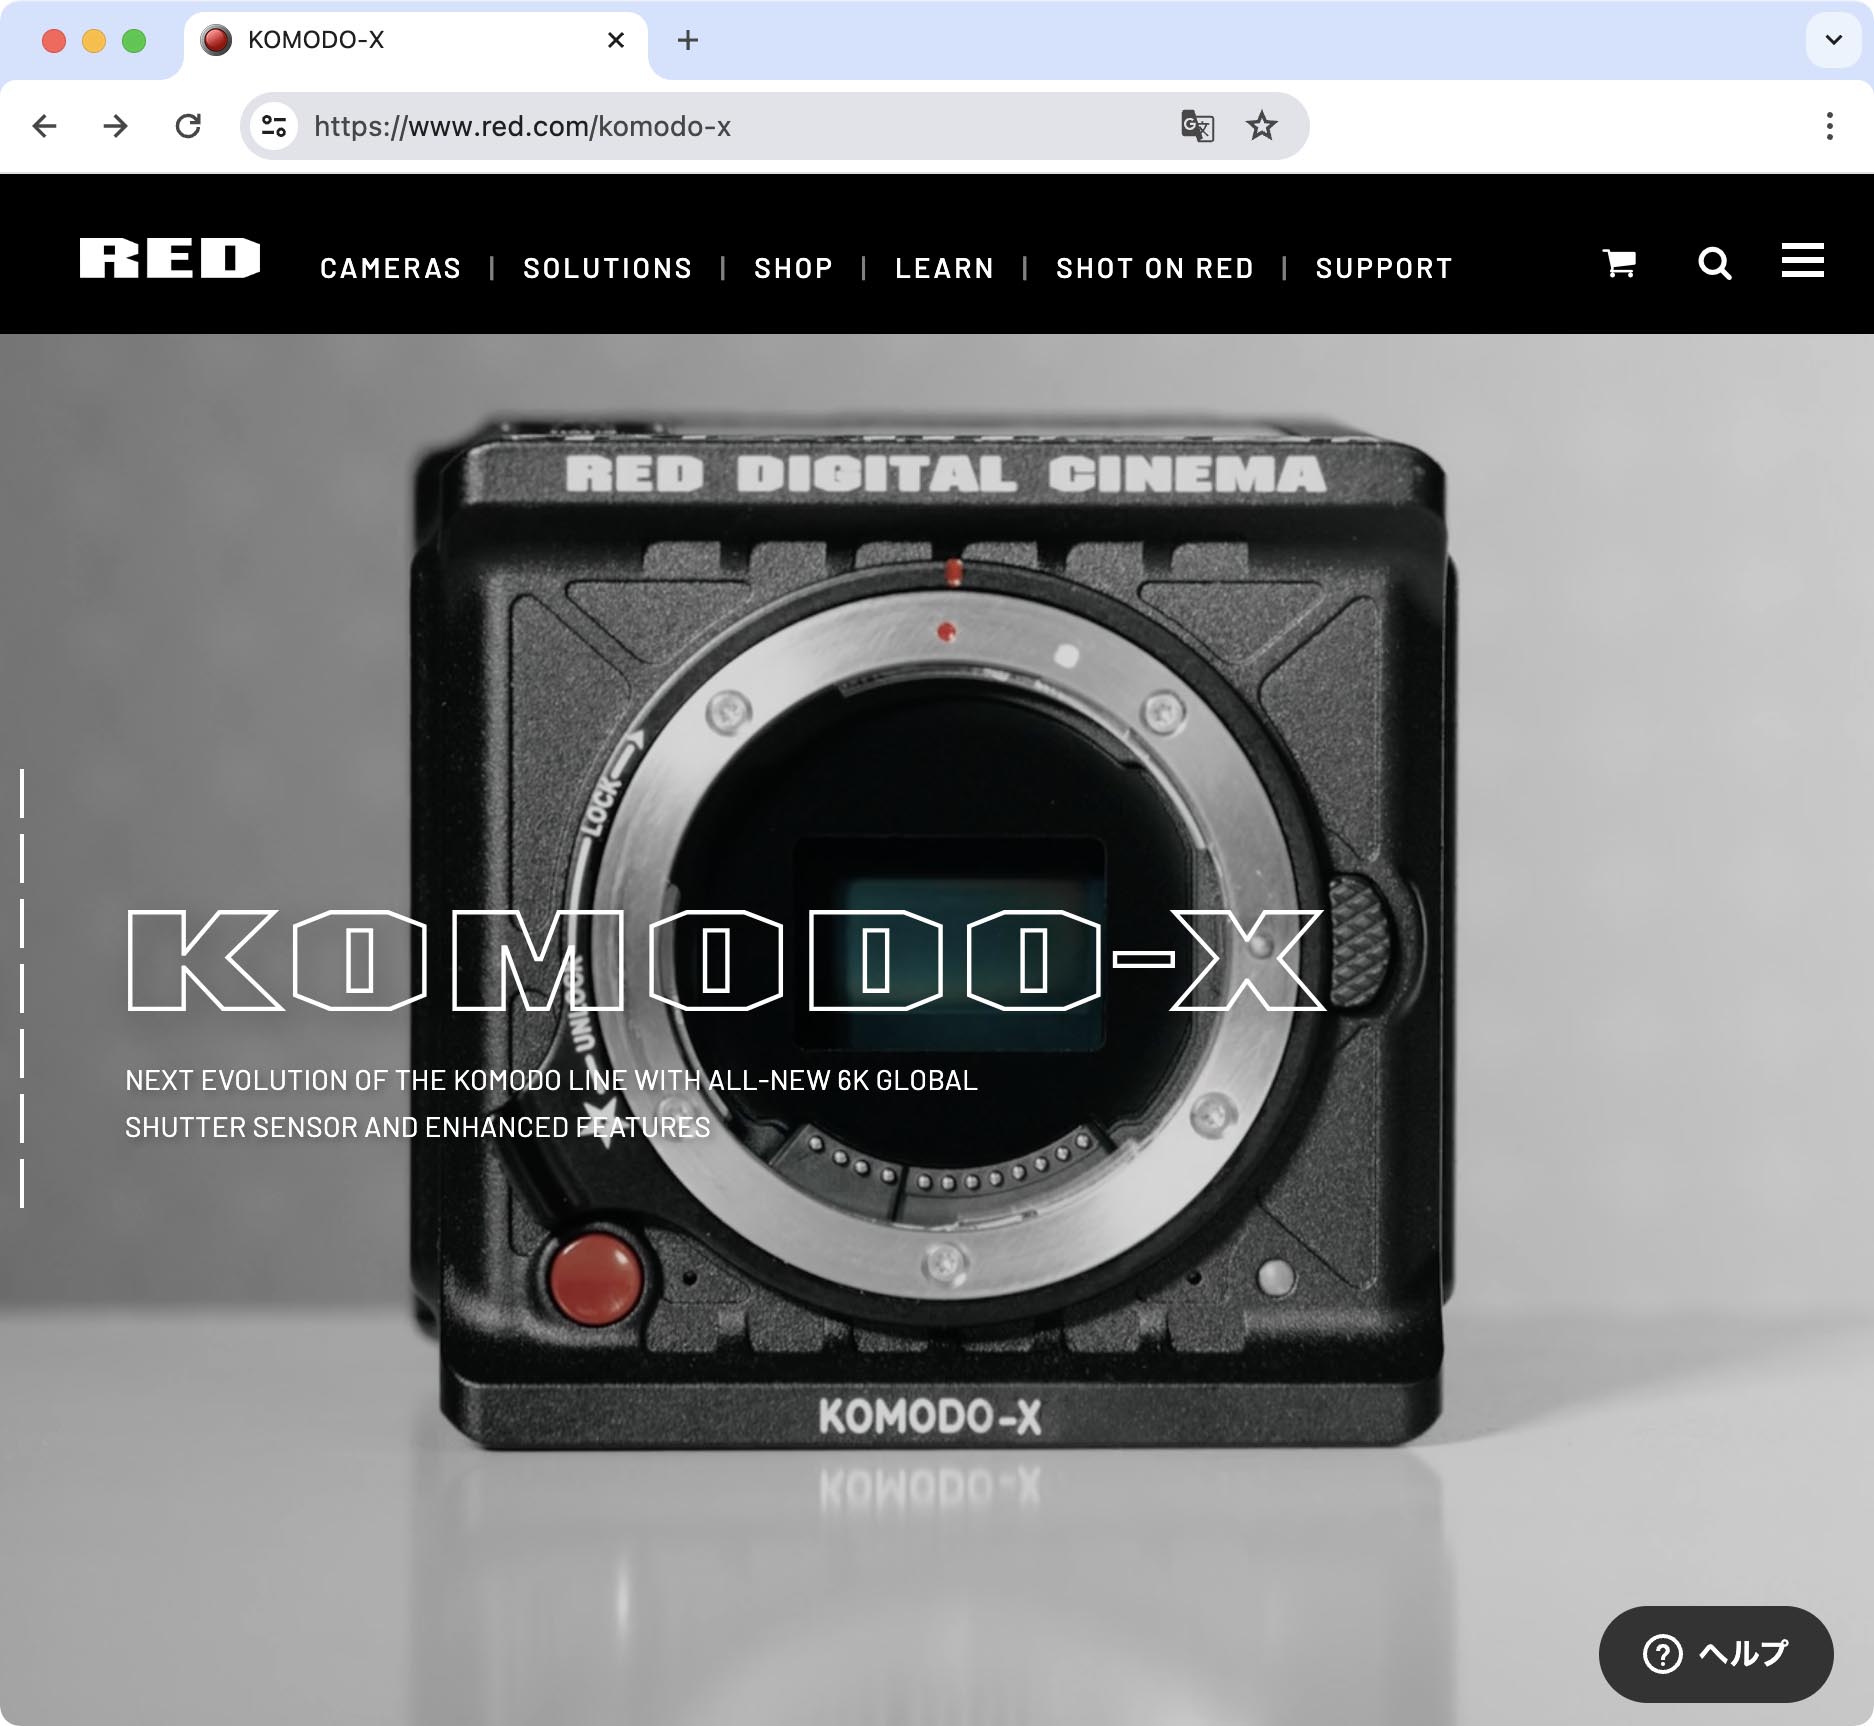 KOMODO-X
https://www.red.com/komodo-x
RED
CAMERAS | SOLUTIONS | SHOP | LEARN | SHOT ON RED | SUPPORT
RED DIGITAL CINEMA
LOCK
UNLOCK
KOMODO-X
NEXT EVOLUTION OF THE KOMODO LINE WITH ALL-NEW 6K GLOBAL
SHUTTER SENSOR AND ENHANCED FEATURES
KOMODO-X
ヘルプ